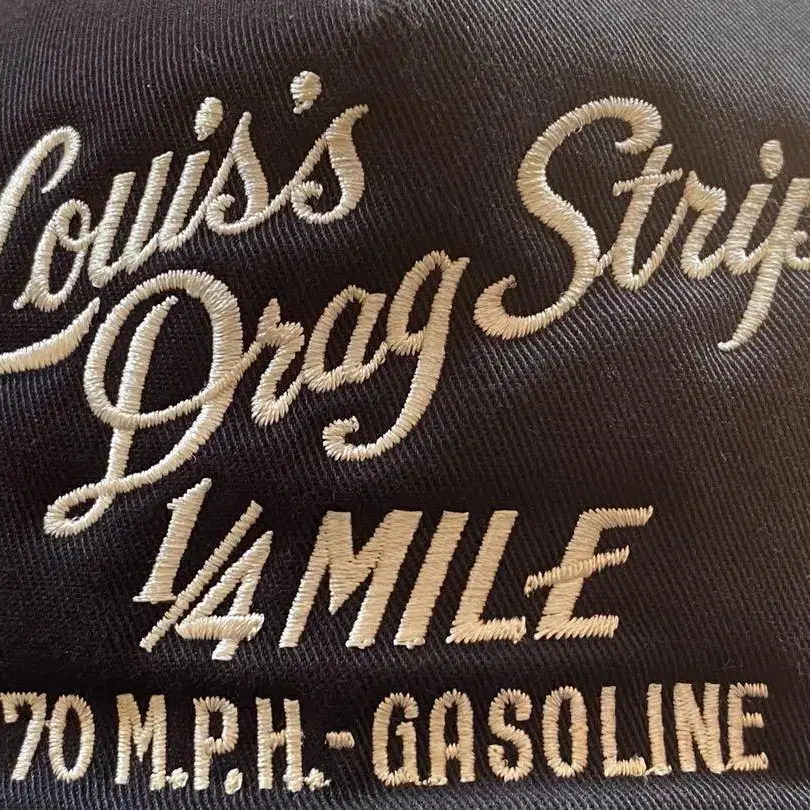 Louis's
Drag Strip
1/4 MILE
70 M.P.H.-GASOLINE